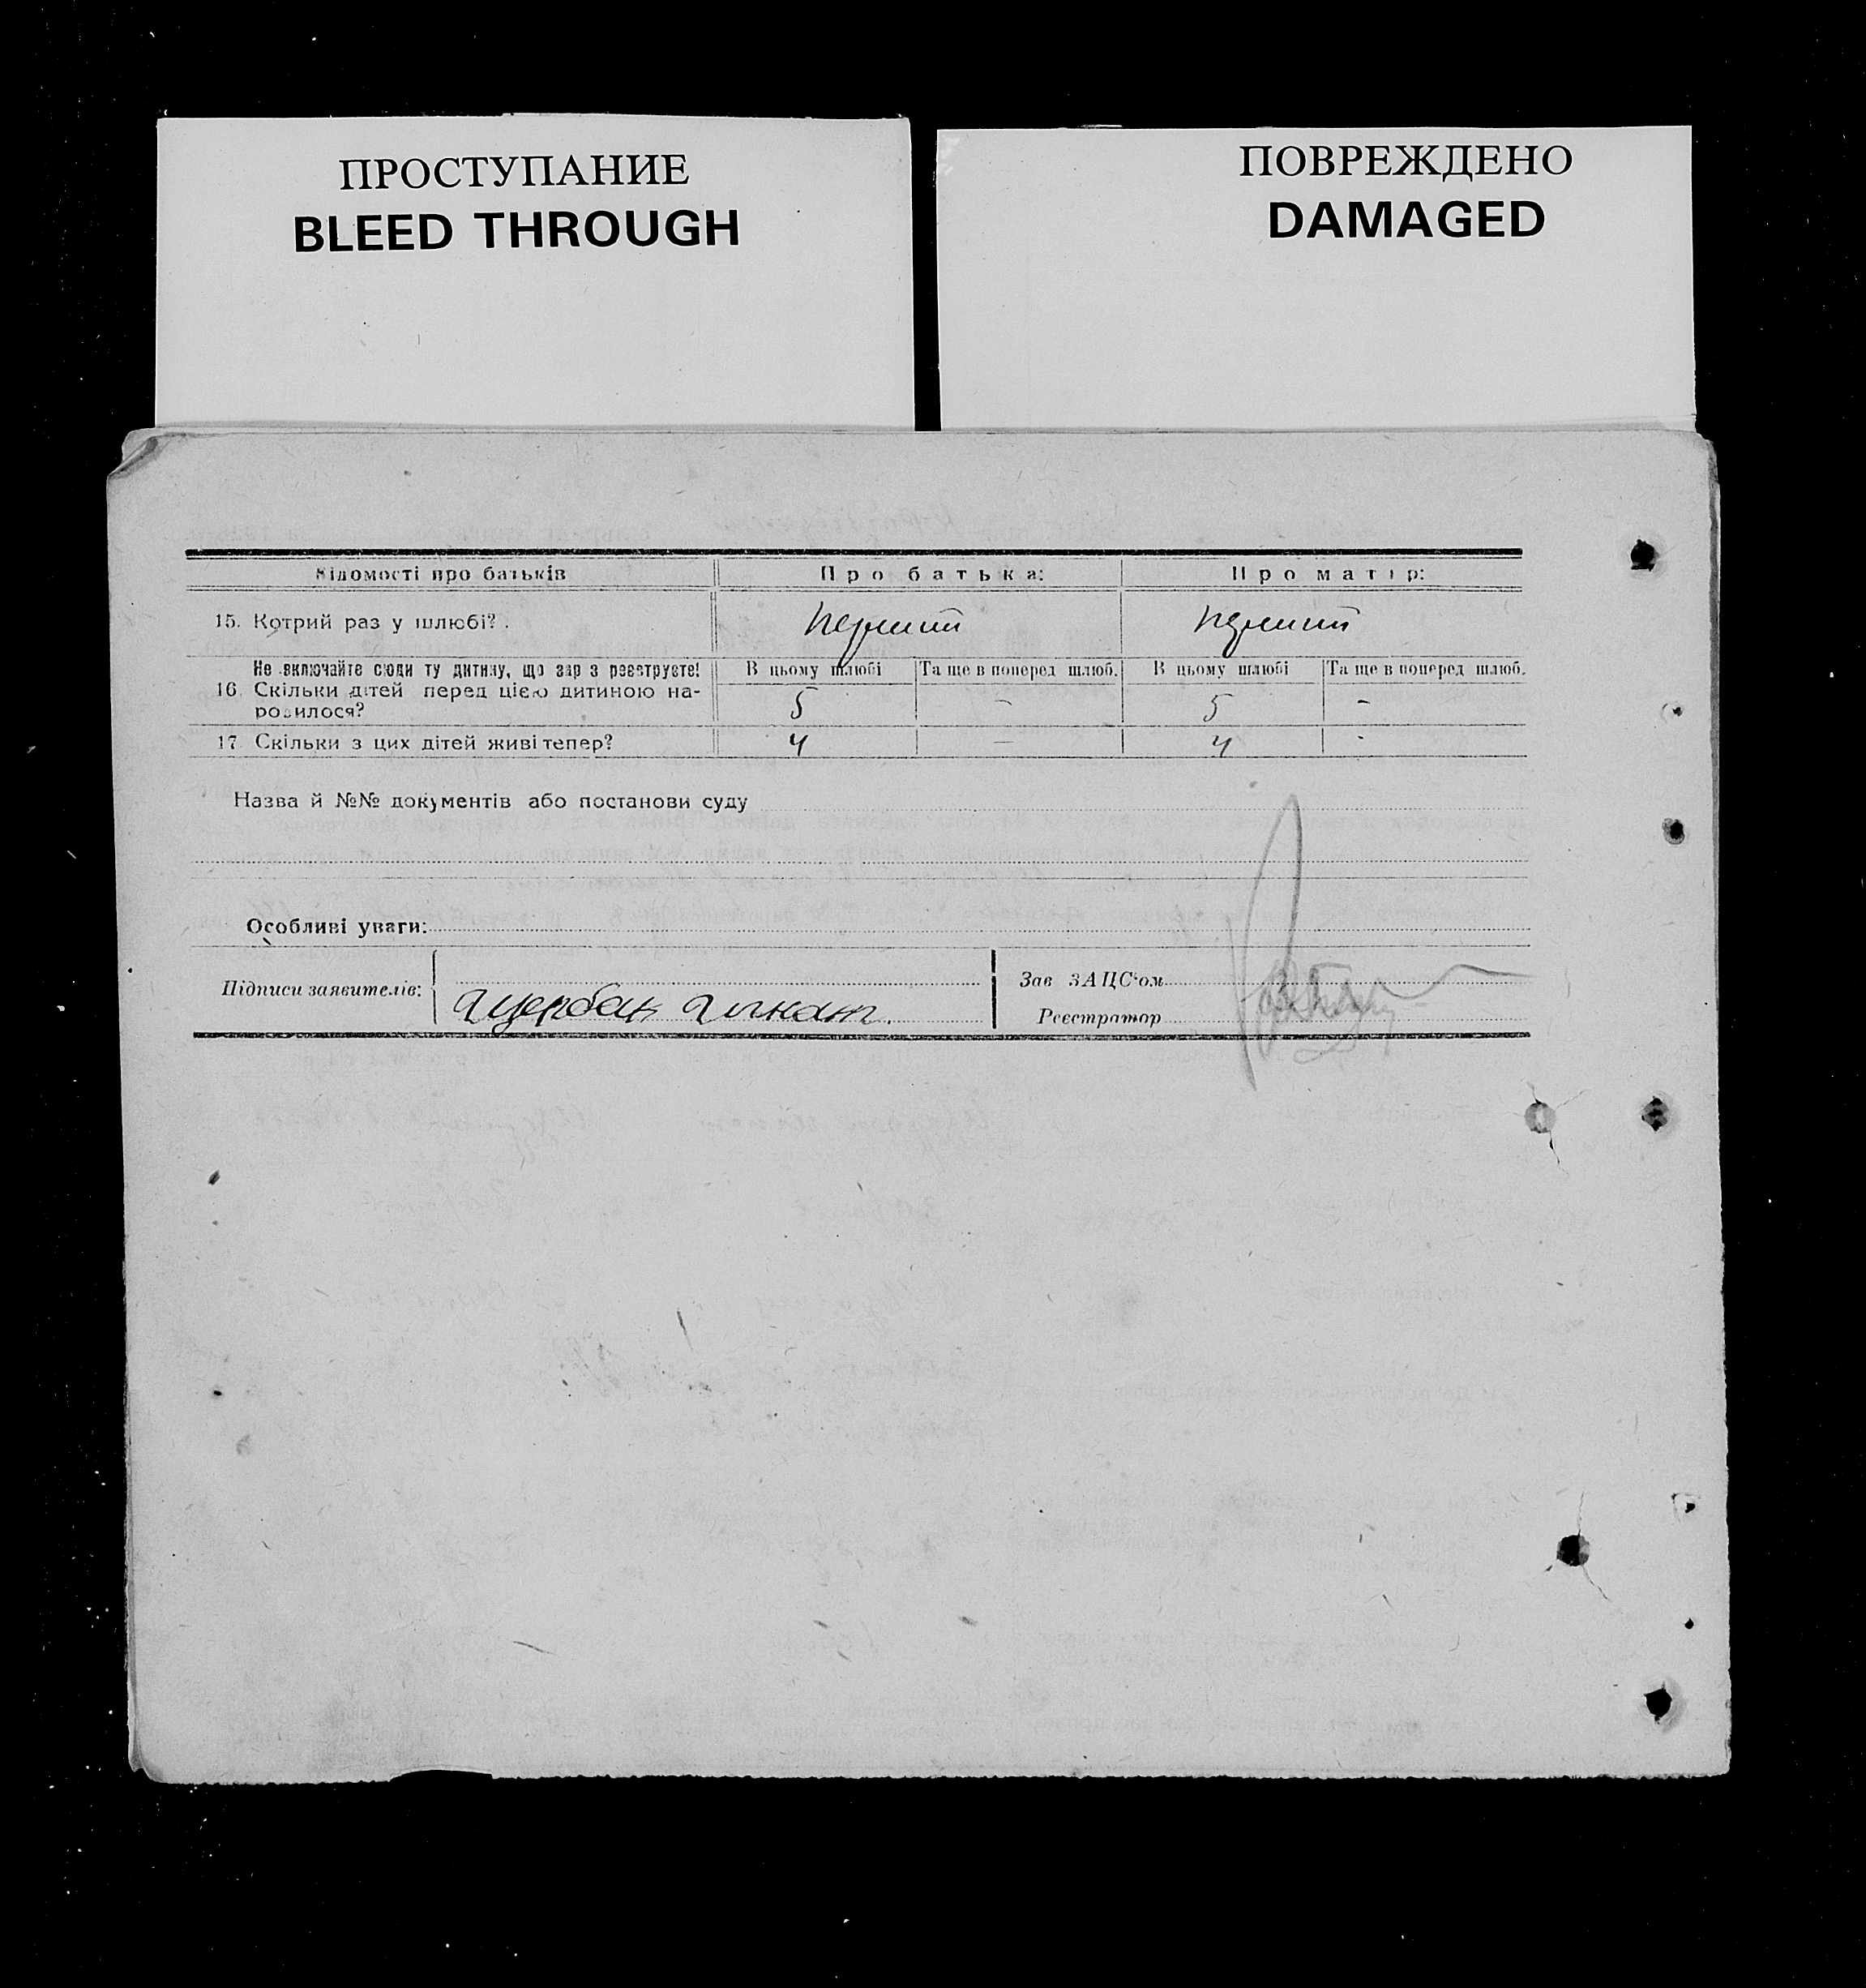 ПРОСТУПАНИЕ
BLEED THROUGH
ПОВРЕЖДЕНО
DAMAGED
Відомості про батьків Про батька: Про матір:
15. Котрий раз у шлюбі? перший перший
Не включайте сюди ту дитину, що зар з реєструєте! В цьому шлюбі Та ще в поперед шлюб. В цьому шлюбі Та ще в поперед шлюб.
16. Скільки дітей перед цією дитиною на-
родилося? 5 – 5 –
17 Скільки з цих дітей живі тепер? 4 – 4 -
Назва й №№ документів або постанови суду
Особливі уваги:
Підписи заявителів: Зав ЗАЦС'ом
Реєстратор